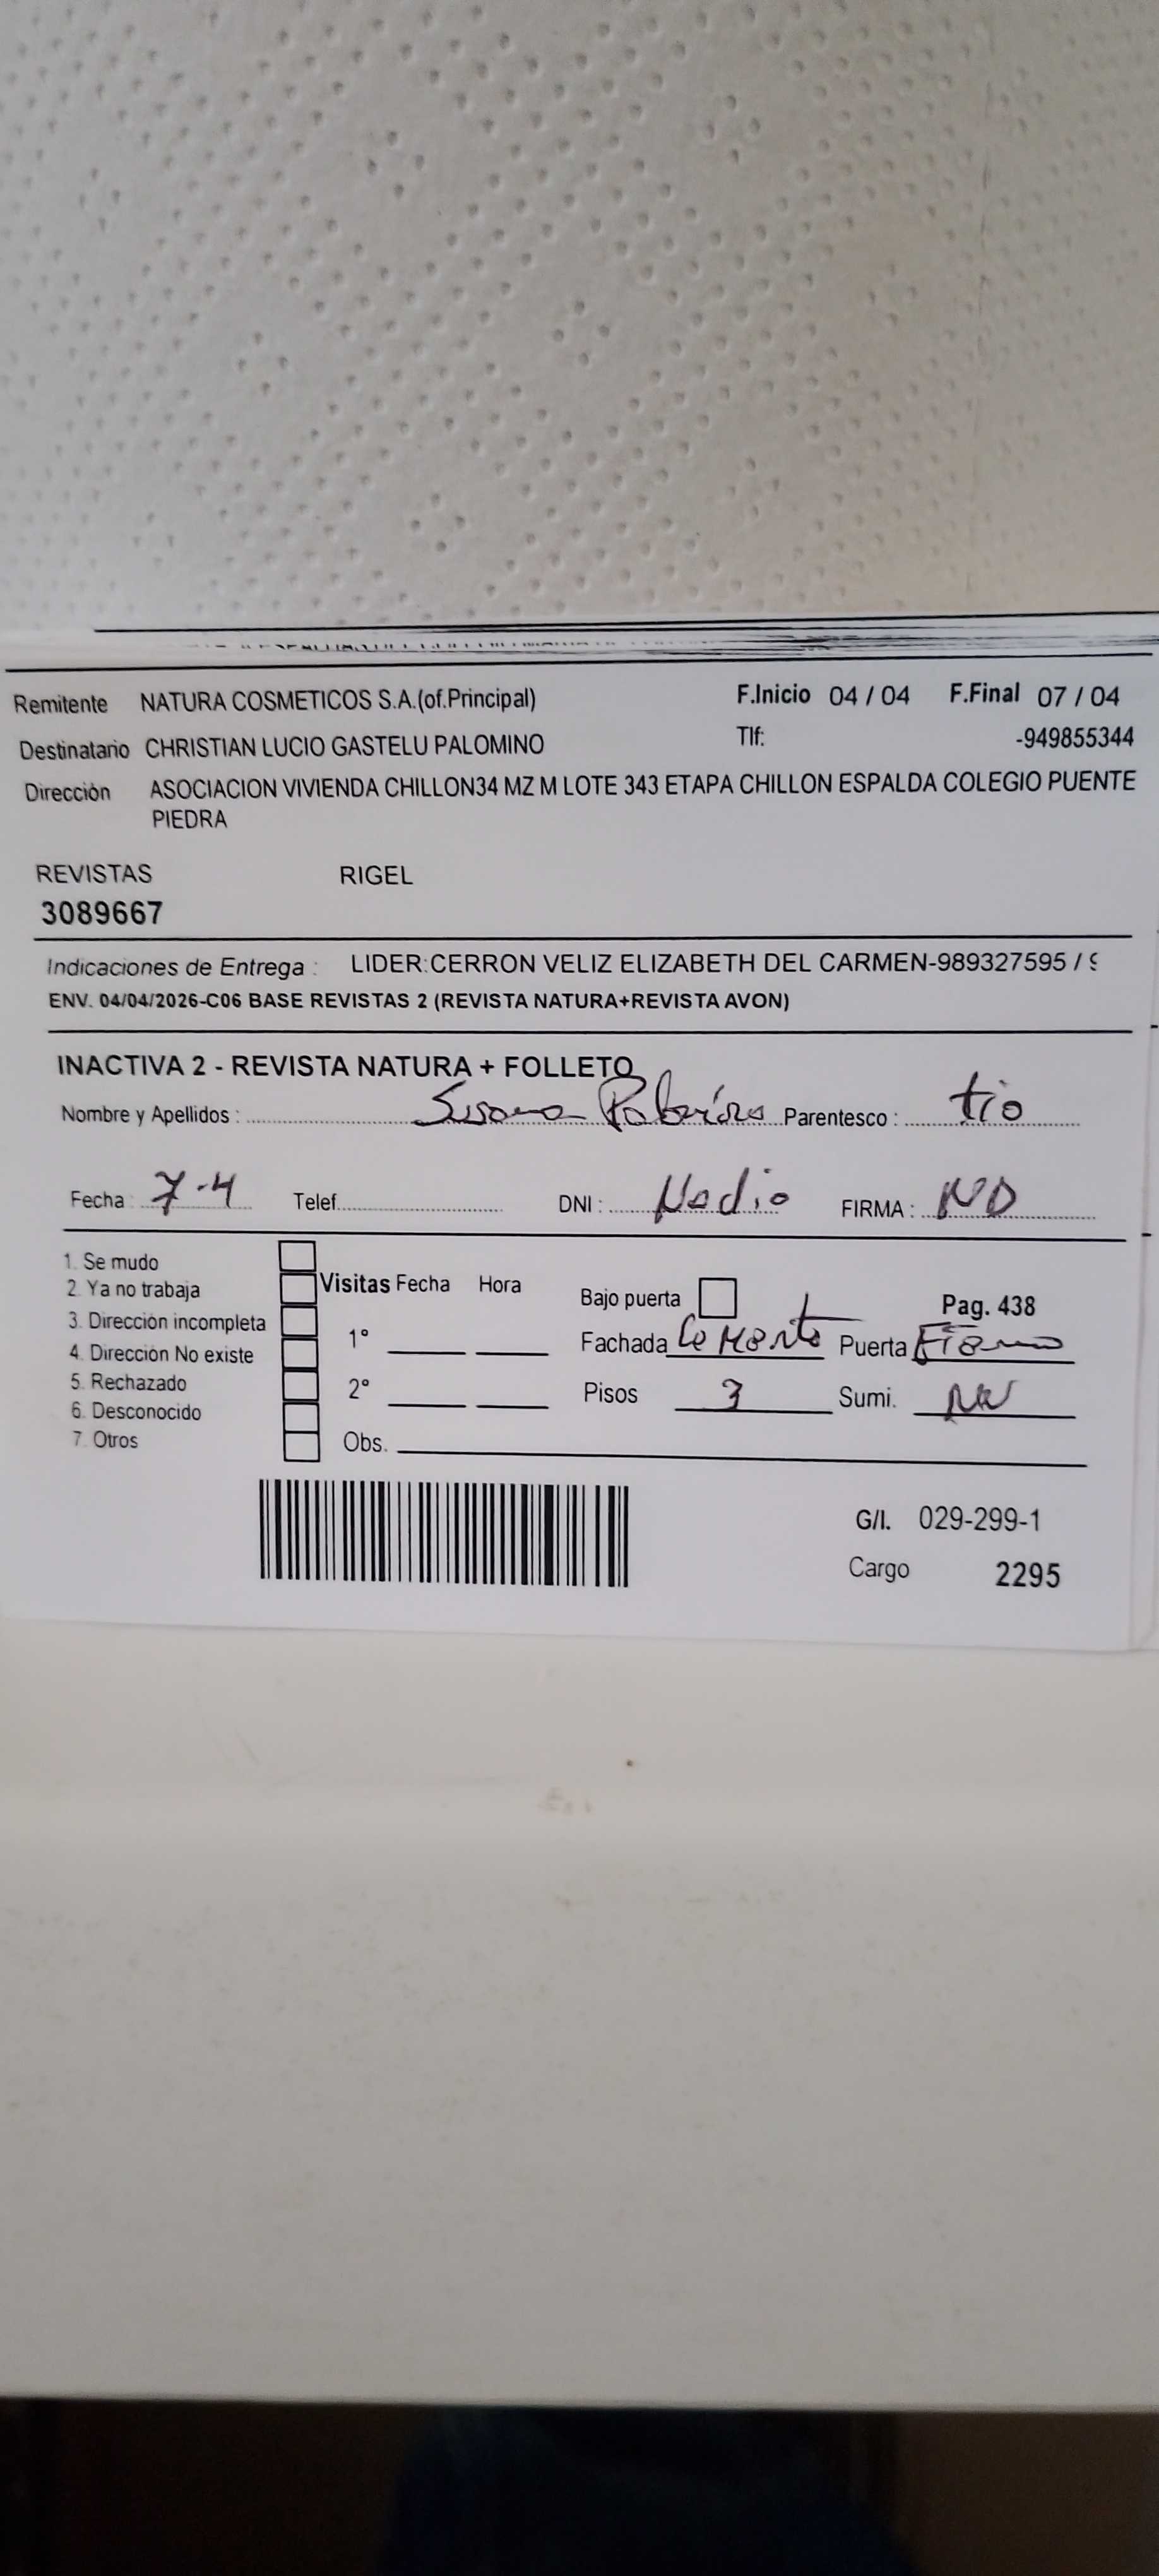 Remitente NATURA COSMETICOS S.A.(of.Principal) F.Inicio 04 / 04 F.Final 07 / 04
Destinatario CHRISTIAN LUCIO GASTELU PALOMINO Tlf: -949855344
Dirección ASOCIACION VIVIENDA CHILLON34 MZ M LOTE 343 ETAPA CHILLON ESPALDA COLEGIO PUENTE
PIEDRA
REVISTAS RIGEL
3089667
Indicaciones de Entrega : LIDER:CERRON VELIZ ELIZABETH DEL CARMEN-989327595 / 9
ENV. 04/04/2026-C06 BASE REVISTAS 2 (REVISTA NATURA+REVISTA AVON)
INACTIVA 2 - REVISTA NATURA + FOLLETO
Nombre y Apellidos : Susana Parentesco : tio
Fecha : 7-4 Telef. DNI : FIRMA :
1. Se mudo
2. Ya no trabaja
3. Dirección incompleta
4. Dirección No existe
5. Rechazado
6. Desconocido
7. Otros
Visitas Fecha Hora
1°
2°
Obs.
Bajo puerta Pag. 438
Fachada Cemento Puerta
Pisos 3 Sumi.
G/I. 029-299-1
Cargo 2295